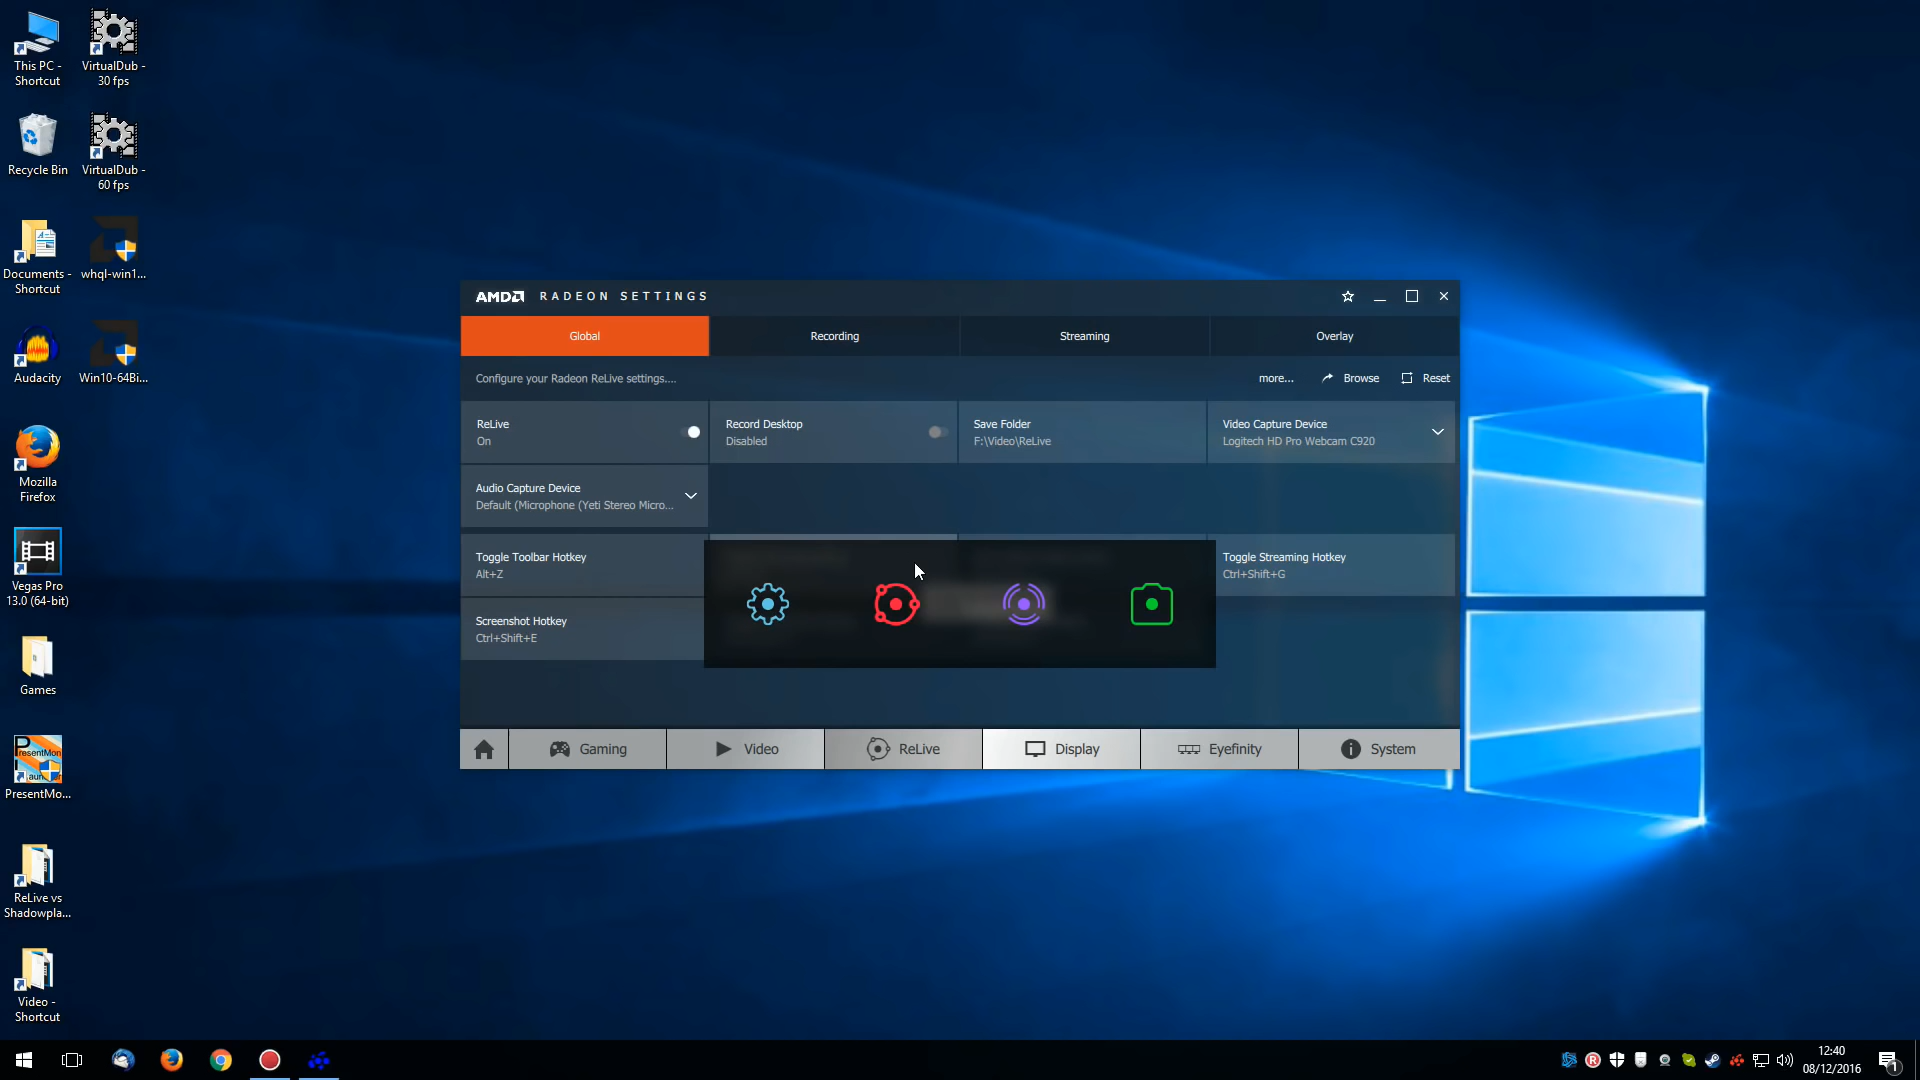 This PC -
Shortcut
VirtualDub -
30 fps
Recycle Bin
VirtualDub -
60 fps
Documents -
Shortcut
whql-win1...
Audacity
Win10-64Bi...
Mozilla
Firefox
Vegas Pro
13.0 (64-bit)
Games
PresentMon
PresentMo...
ReLive vs
Shadowpla...
Video -
Shortcut
AMD RADEON SETTINGS
Global
Recording
Streaming
Overlay
Configure your Radeon ReLive settings....
more...
Browse
Reset
ReLive
On
Record Desktop
Disabled
Save Folder
F:\Video\ReLive
Video Capture Device
Logitech HD Pro Webcam C920
Audio Capture Device
Default (Microphone (Yeti Stereo Micro...
Toggle Toolbar Hotkey
Alt+Z
Toggle Streaming Hotkey
Ctrl+Shift+G
Screenshot Hotkey
Ctrl+Shift+E
Gaming
Video
ReLive
Display
Eyefinity
System
12:40
08/12/2016
1